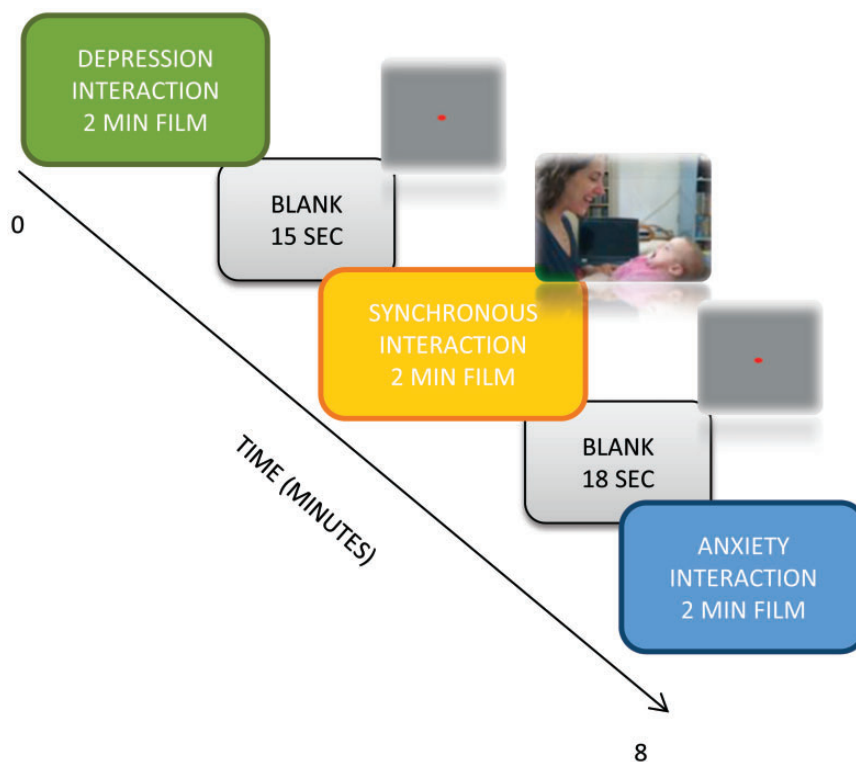 DEPRESSION
INTERACTION
2 MIN FILM
0
BLANK
15 SEC
SYNCHRONOUS
INTERACTION
2 MIN FILM
TIME (MINUTES)
BLANK
18 SEC
ANXIETY
INTERACTION
2 MIN FILM
8